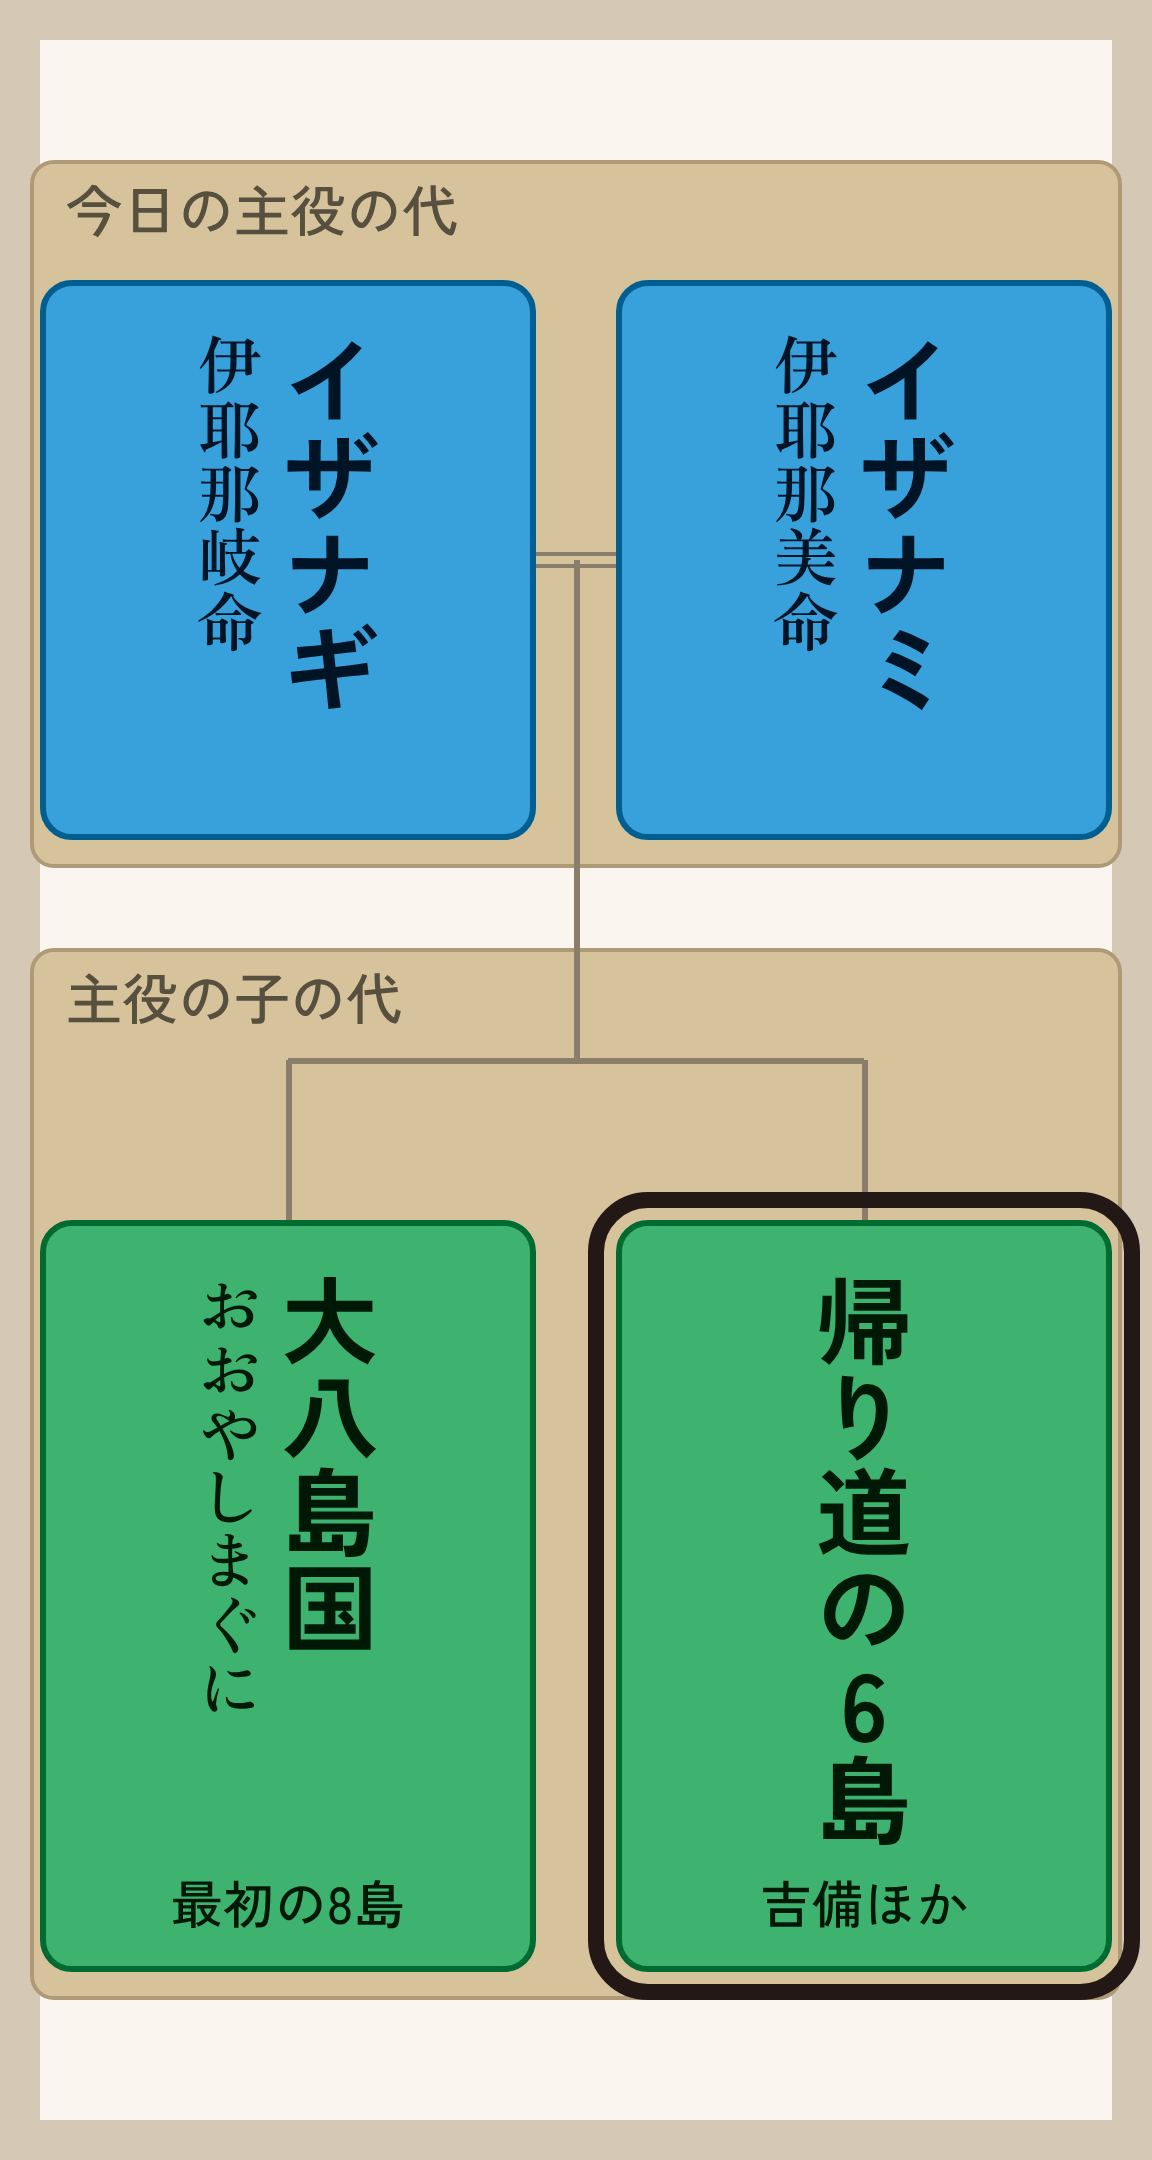 今日の主役の代
イザナギ
伊耶那岐命
イザナミ
伊耶那美命
主役の子の代
大八島国
おおやしまぐに
最初の8島
帰り道の6島
吉備ほか